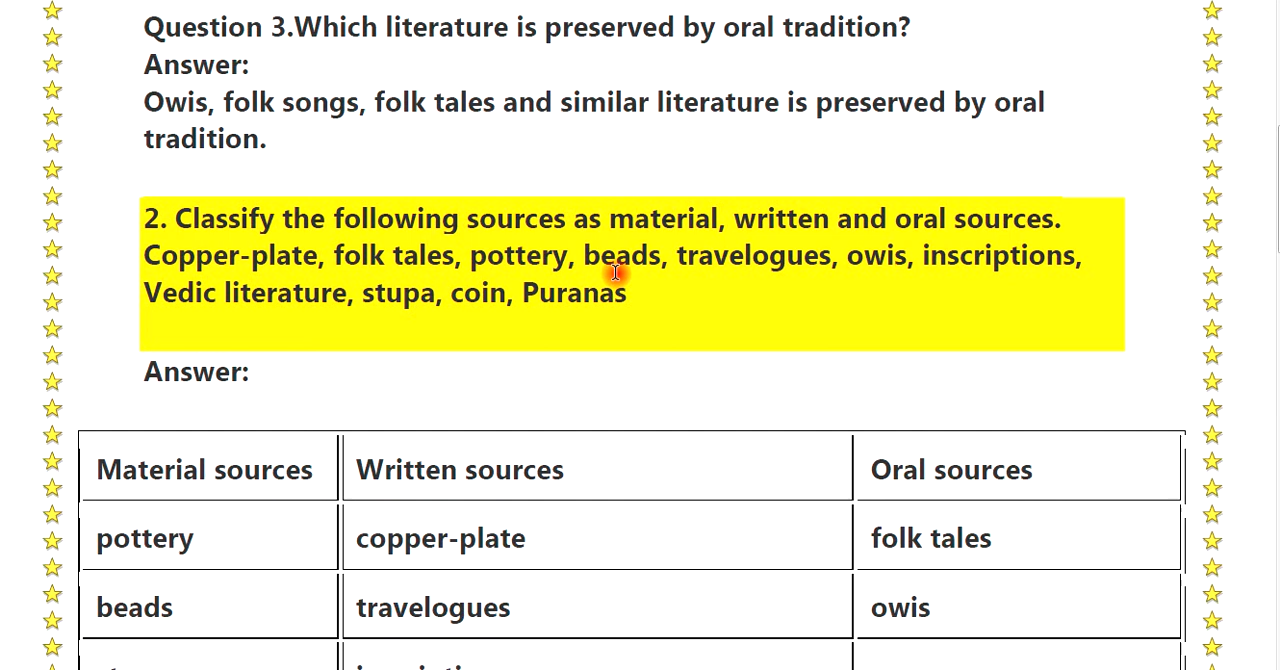 Question 3.Which literature is preserved by oral tradition?
Answer:
Owis, folk songs, folk tales and similar literature is preserved by oral
tradition.
2. Classify the following sources as material, written and oral sources.
Copper-plate, folk tales, pottery, beads, travelogues, owis, inscriptions,
Vedic literature, stupa, coin, Puranas
Answer:
Material sources Written sources Oral sources
pottery copper-plate folk tales
beads travelogues owis